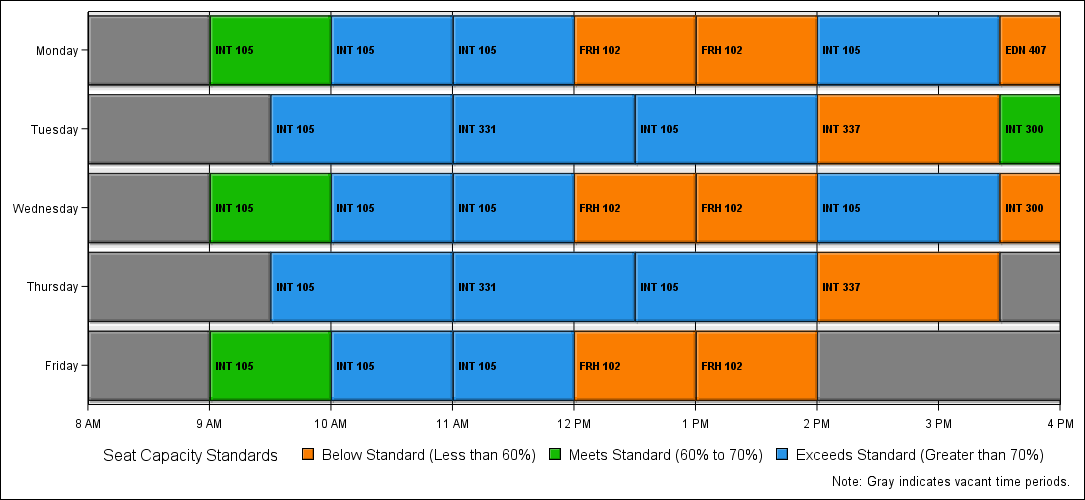 Monday INT 105 INT 105 INT 105 FRH 102 FRH 102 INT 105 EDN 407
Tuesday INT 105 INT 331 INT 105 INT 337 INT 300
Wednesday INT 105 INT 105 INT 105 FRH 102 FRH 102 INT 105 INT 300
Thursday INT 105 INT 331 INT 105 INT 337
Friday INT 105 INT 105 INT 105 FRH 102 FRH 102
8 AM 9 AM 10 AM 11 AM 12 PM 1 PM 2 PM 3 PM 4 PM
Seat Capacity Standards Below Standard (Less than 60%) Meets Standard (60% to 70%) Exceeds Standard (Greater than 70%)
Note: Gray indicates vacant time periods.